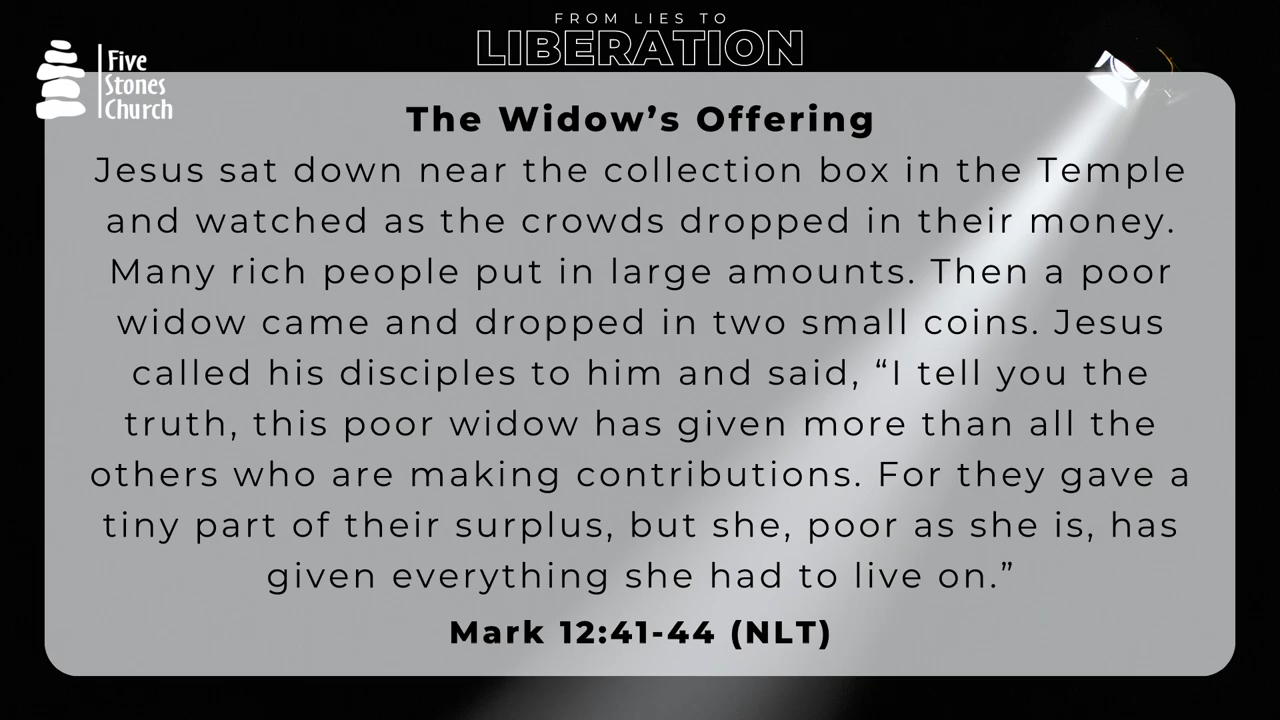 FROM LIES TO
LIBERATION
Five
Stones
Church
The Widow’s Offering
Jesus sat down near the collection box in the Temple
and watched as the crowds dropped in their money.
Many rich people put in large amounts. Then a poor
widow came and dropped in two small coins. Jesus
called his disciples to him and said, “I tell you the
truth, this poor widow has given more than all the
others who are making contributions. For they gave a
tiny part of their surplus, but she, poor as she is, has
given everything she had to live on.”
Mark 12:41-44 (NLT)